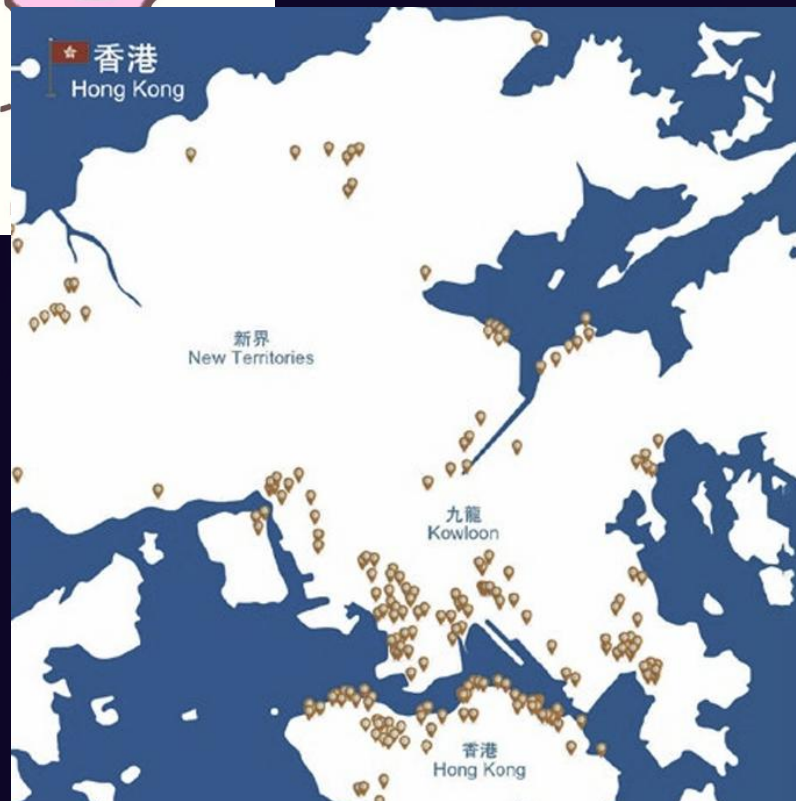 香港
Hong Kong
新界
New Territories
九龍
Kowloon
香港
Hong Kong